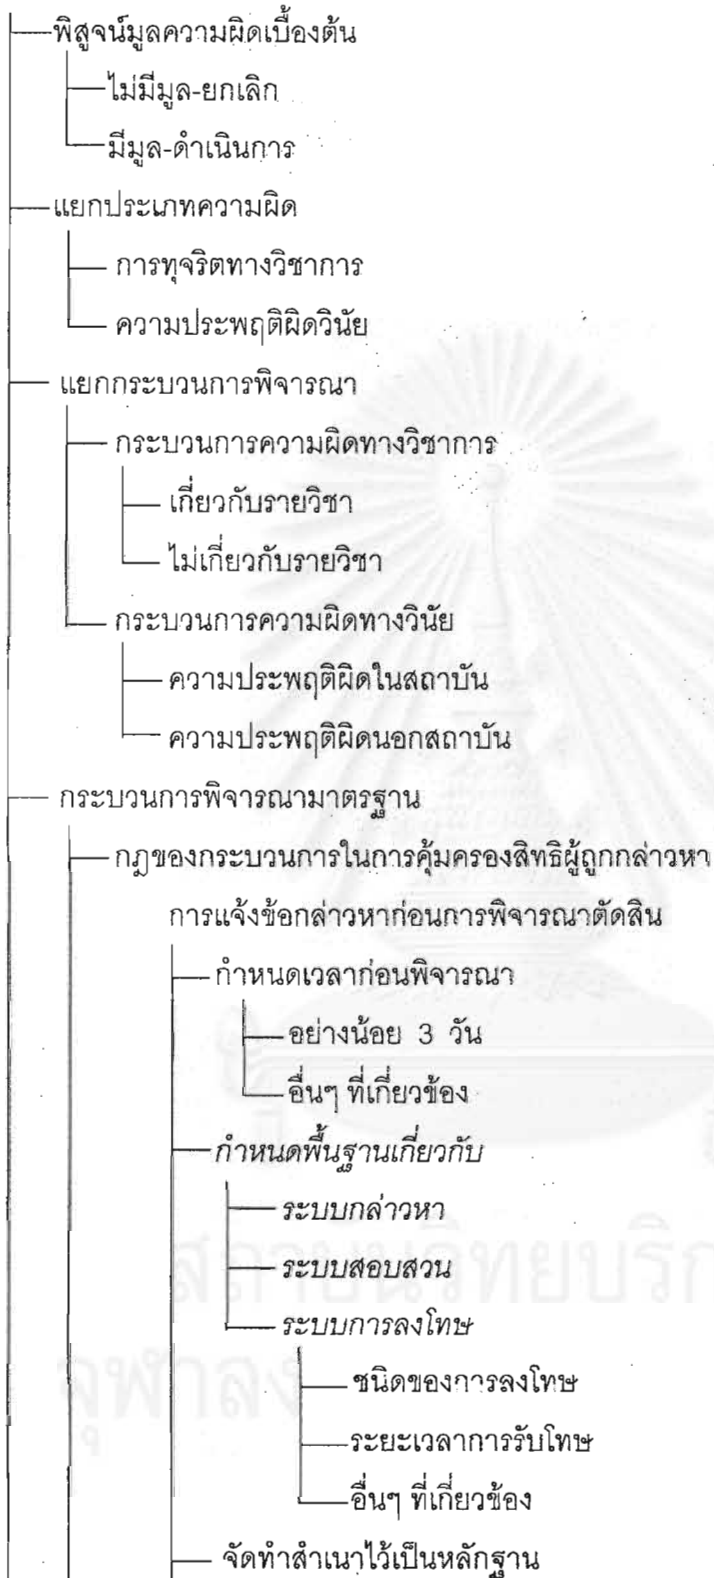 พิสูจน์มูลความผิดเบื้องต้น
ไม่มีมูล-ยกเลิก
มีมูล-ดำเนินการ
แยกประเภทความผิด
การทุจริตทางวิชาการ
ความประพฤติผิดวินัย
แยกกระบวนการพิจารณา
กระบวนการความผิดทางวิชาการ
เกี่ยวกับรายวิชา
ไม่เกี่ยวกับรายวิชา
กระบวนการความผิดทางวินัย
ความประพฤติผิดในสถาบัน
ความประพฤติผิดนอกสถาบัน
กระบวนการพิจารณามาตรฐาน
กฎของกระบวนการในการคุ้มครองสิทธิผู้ถูกกล่าวหา
การแจ้งข้อกล่าวหาก่อนการพิจารณาตัดสิน
กำหนดเวลาก่อนพิจารณา
อย่างน้อย 3 วัน
อื่นๆ ที่เกี่ยวข้อง
กำหนดพื้นฐานเกี่ยวกับ
ระบบกล่าวหา
ระบบสอบสวน
ระบบการลงโทษ
ชนิดของการลงโทษ
ระยะเวลาการรับโทษ
อื่นๆ ที่เกี่ยวข้อง
จัดทำสำเนาไว้เป็นหลักฐาน